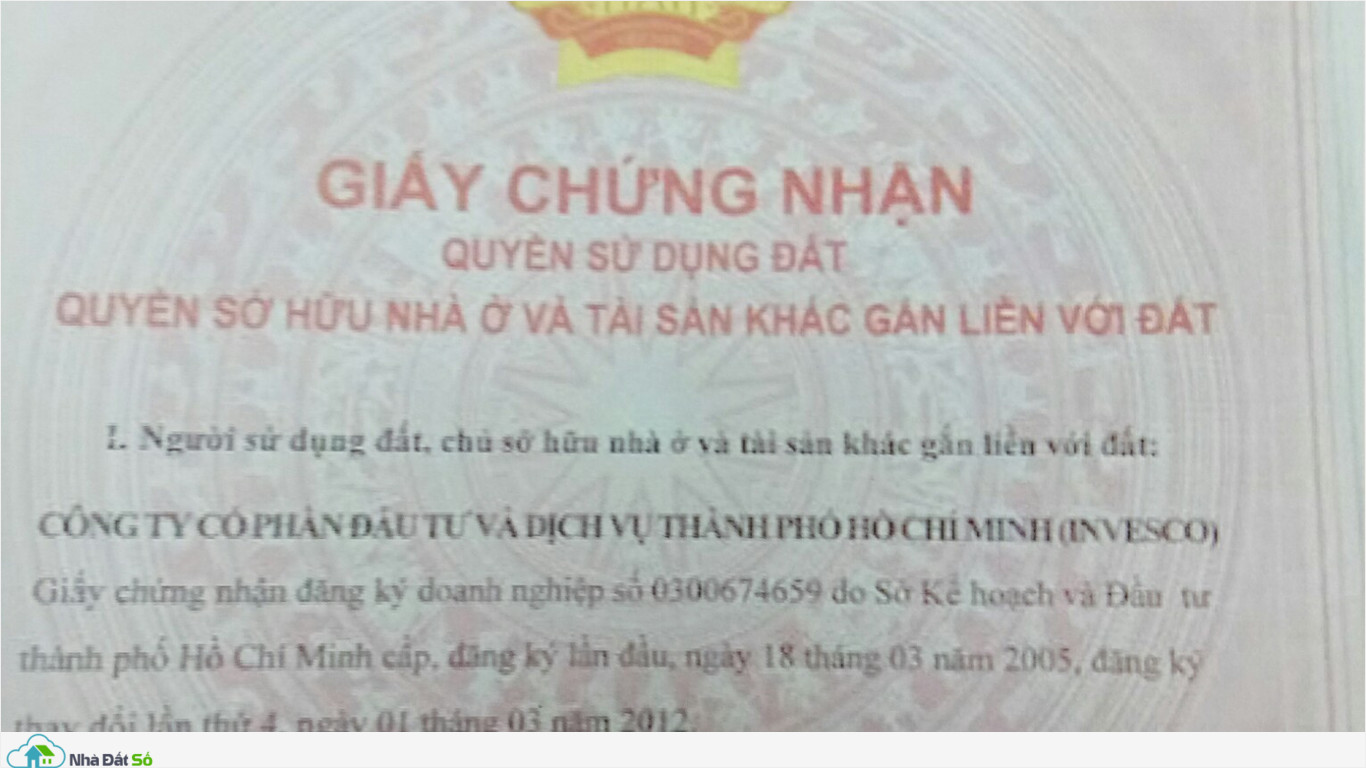 GIẤY CHỨNG NHẬN
QUYỀN SỬ DỤNG ĐẤT
QUYỀN SỞ HỮU NHÀ Ở VÀ TÀI SẢN KHÁC GẮN LIỀN VỚI ĐẤT
I. Người sử dụng đất, chủ sở hữu nhà ở và tài sản khác gắn liền với đất:
CÔNG TY CỔ PHẦN ĐẦU TƯ VÀ DỊCH VỤ THÀNH PHỐ HỒ CHÍ MINH (INVESCO)
Giấy chứng nhận đăng ký doanh nghiệp số 0300674659 do Sở Kế hoạch và Đầu tư
thành phố Hồ Chí Minh cấp, đăng ký lần đầu, ngày 18 tháng 03 năm 2005, đăng ký
thay đổi lần thứ 4, ngày 01 tháng 03 năm 2012.
Nhà Đất Số